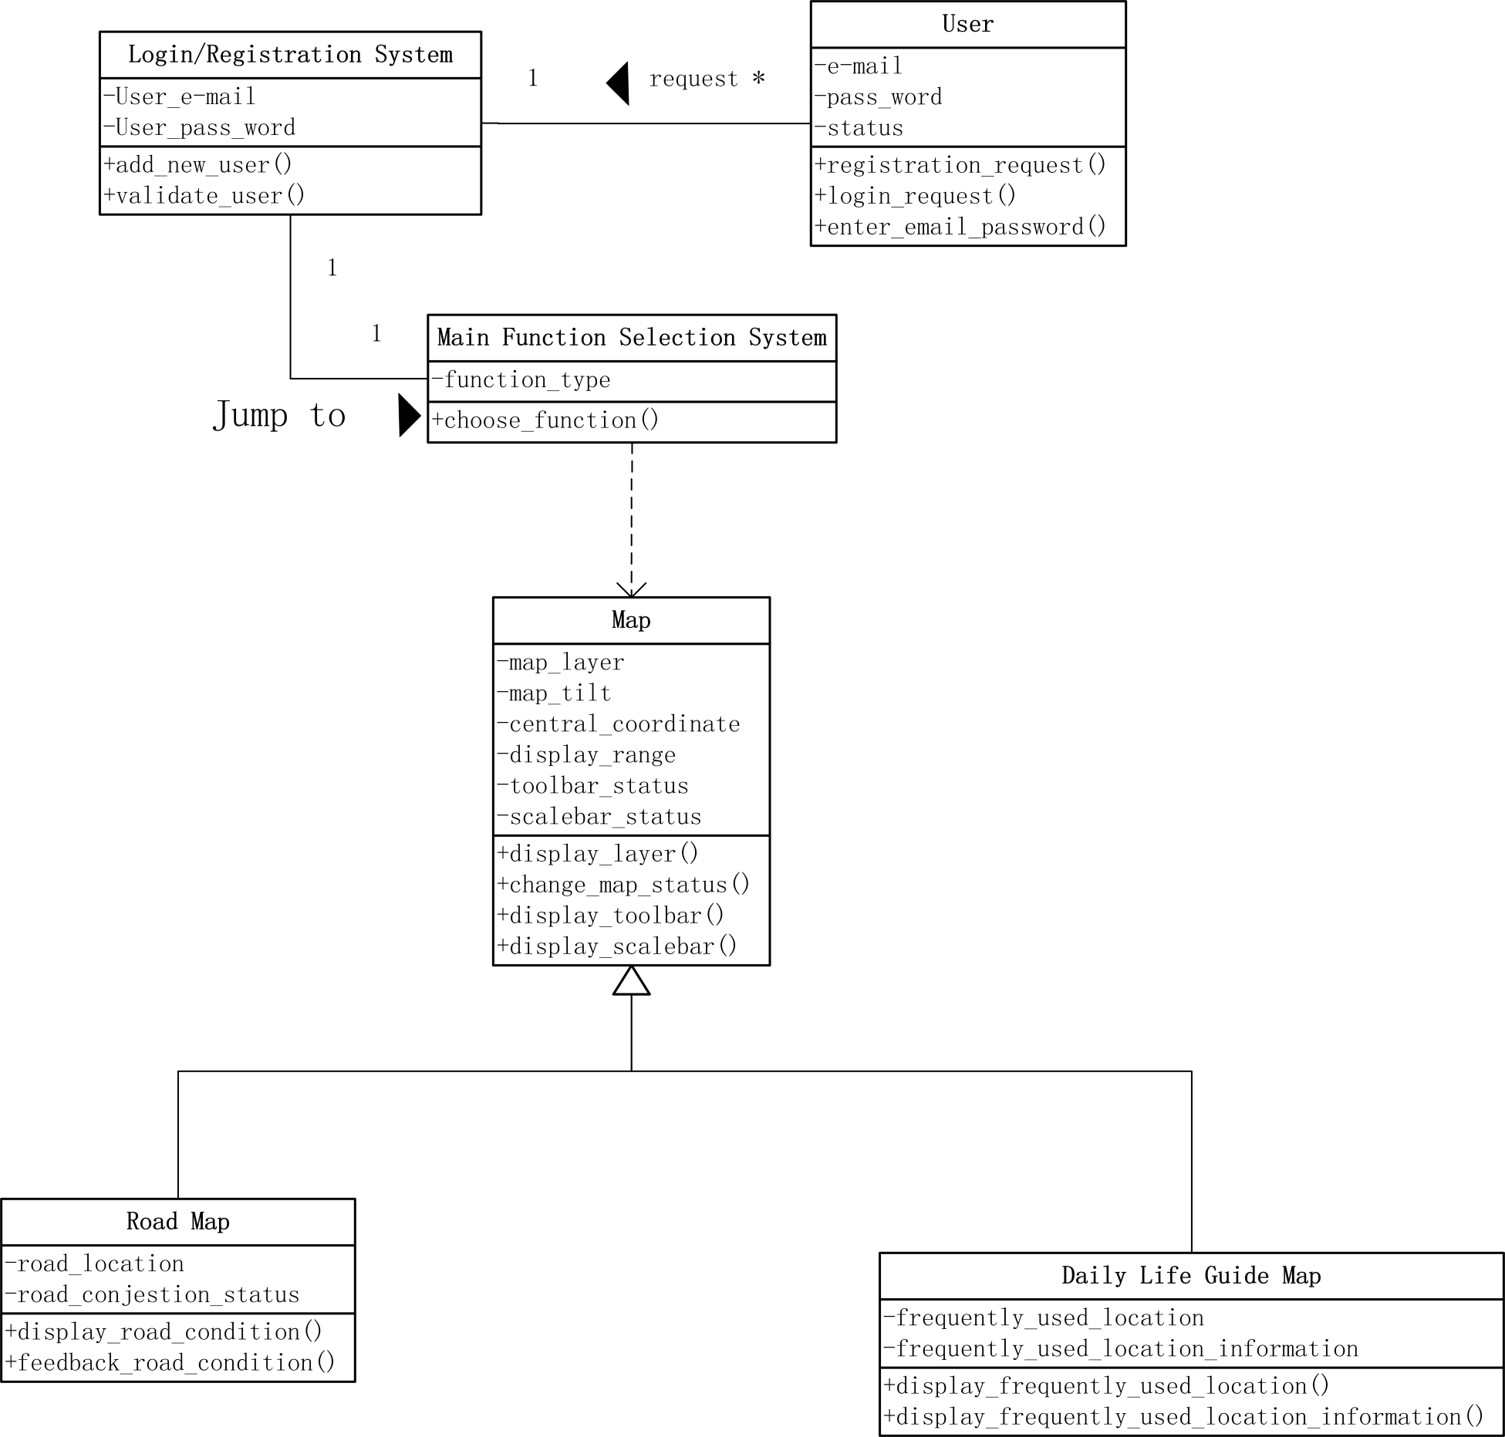 Login/Registration System
-User_e-mail
-User_pass_word
+add_new_user()
+validate_user()
1
request *
User
-e-mail
-pass_word
-status
+registration_request()
+login_request()
+enter_email_password()
1
1
Jump to
Main Function Selection System
-function_type
+choose_function()
Map
-map_layer
-map_tilt
-central_coordinate
-display_range
-toolbar_status
-scalebar_status
+display_layer()
+change_map_status()
+display_toolbar()
+display_scalebar()
Road Map
-road_location
-road_conjestion_status
+display_road_condition()
+feedback_road_condition()
Daily Life Guide Map
-frequently_used_location
-frequently_used_location_information
+display_frequently_used_location()
+display_frequently_used_location_information()